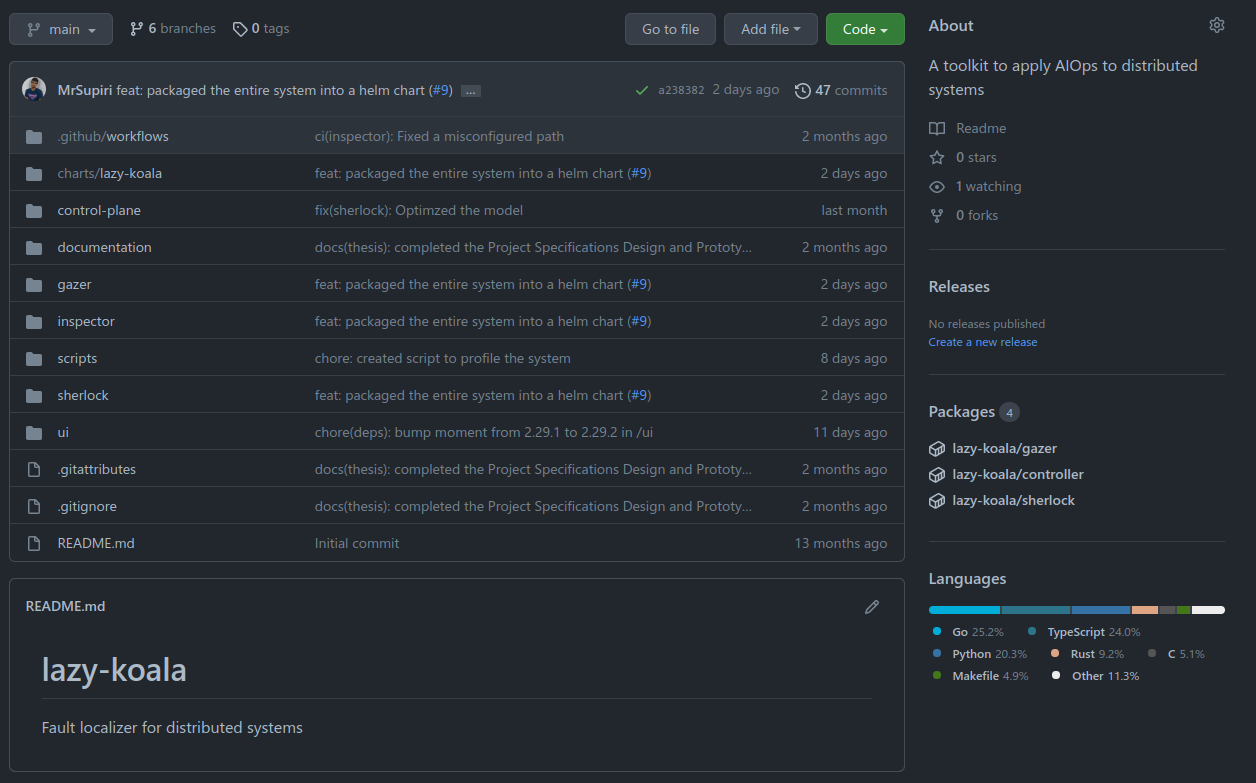 main 6 branches 0 tags Go to file Add file Code
MrSupiri feat: packaged the entire system into a helm chart (#9) ... a238382 2 days ago 47 commits
.github/workflows ci(inspector): Fixed a misconfigured path 2 months ago
charts/lazy-koala feat: packaged the entire system into a helm chart (#9) 2 days ago
control-plane fix(sherlock): Optimzed the model last month
documentation docs(thesis): completed the Project Specifications Design and Prototy... 2 months ago
gazer feat: packaged the entire system into a helm chart (#9) 2 days ago
inspector feat: packaged the entire system into a helm chart (#9) 2 days ago
scripts chore: created script to profile the system 8 days ago
sherlock feat: packaged the entire system into a helm chart (#9) 2 days ago
ui chore(deps): bump moment from 2.29.1 to 2.29.2 in /ui 11 days ago
.gitattributes docs(thesis): completed the Project Specifications Design and Prototy... 2 months ago
.gitignore docs(thesis): completed the Project Specifications Design and Prototy... 2 months ago
README.md Initial commit 13 months ago
README.md
lazy-koala
Fault localizer for distributed systems
About
A toolkit to apply AIOps to distributed
systems
Readme
0 stars
1 watching
0 forks
Releases
No releases published
Create a new release
Packages 4
lazy-koala/gazer
lazy-koala/controller
lazy-koala/sherlock
Languages
Go 25.2% TypeScript 24.0%
Python 20.3% Rust 9.2% C 5.1%
Makefile 4.9% Other 11.3%